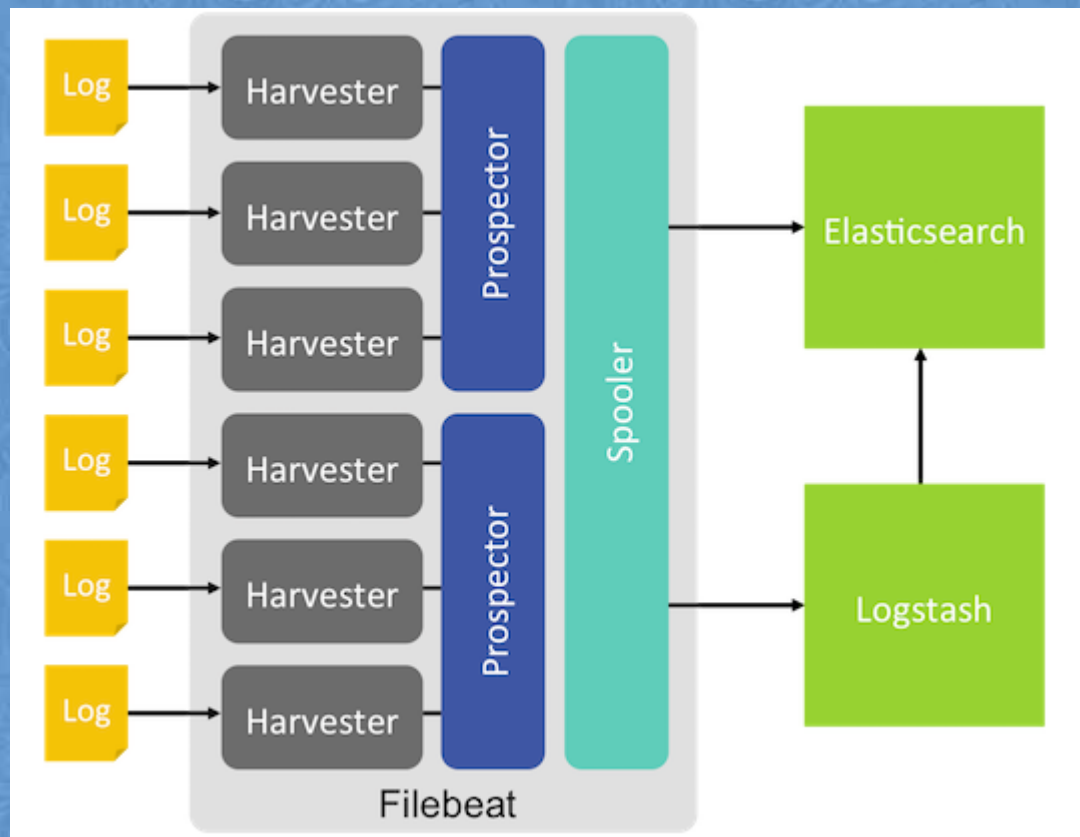 Log
Harvester
Log
Harvester
Log
Harvester
Prospector
Log
Harvester
Log
Harvester
Log
Harvester
Prospector
Spooler
Elasticsearch
Logstash
Filebeat